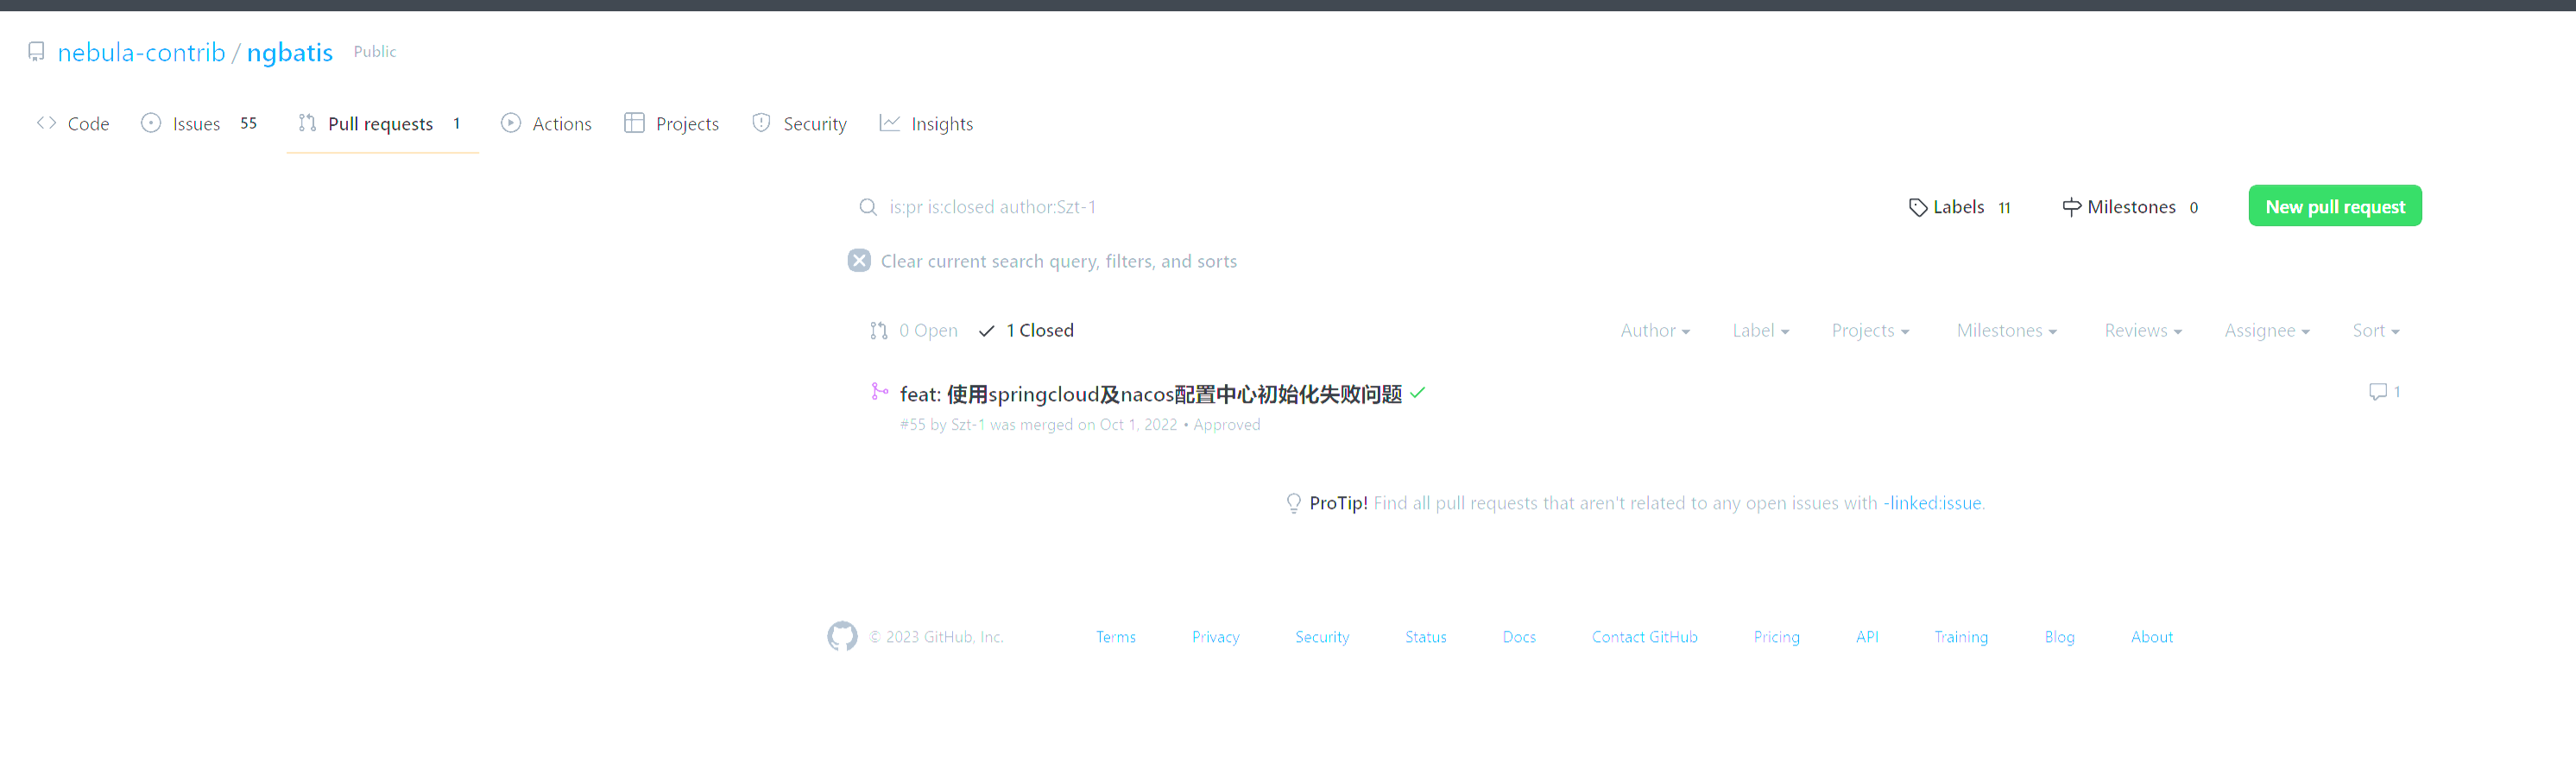 nebula-contrib / ngbatis Public
Code Issues 55 Pull requests 1 Actions Projects Security Insights
is:pr is:closed author:Szt-1 Labels 11 Milestones 0 New pull request
Clear current search query, filters, and sorts
0 Open 1 Closed Author Label Projects Milestones Reviews Assignee Sort
feat: 使用springcloud及nacos配置中心初始化失败问题 1
#55 by Szt-1 was merged on Oct 1, 2022 • Approved
ProTip! Find all pull requests that aren't related to any open issues with -linked:issue.
© 2023 GitHub, Inc. Terms Privacy Security Status Docs Contact GitHub Pricing API Training Blog About